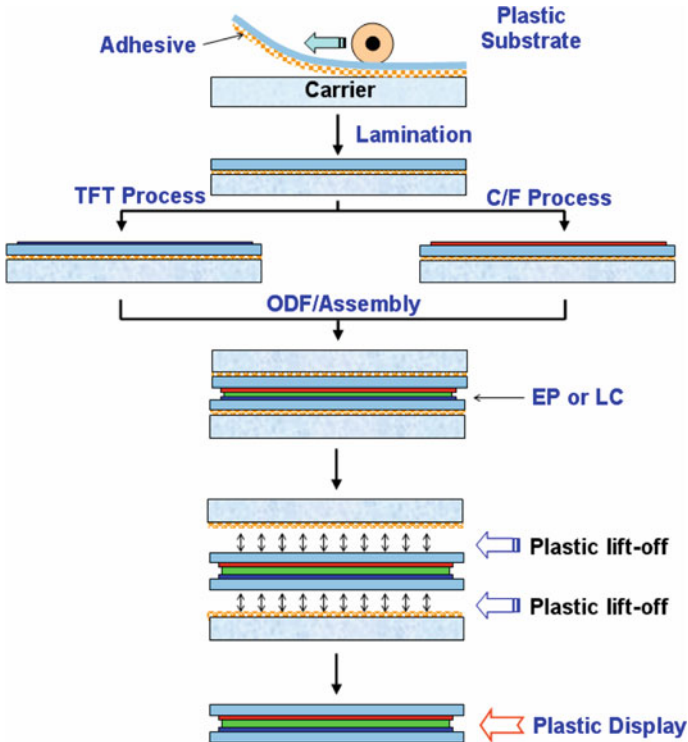 Plastic
Substrate
Adhesive
Carrier
Lamination
TFT Process
C/F Process
ODF/Assembly
EP or LC
Plastic lift-off
Plastic lift-off
Plastic Display